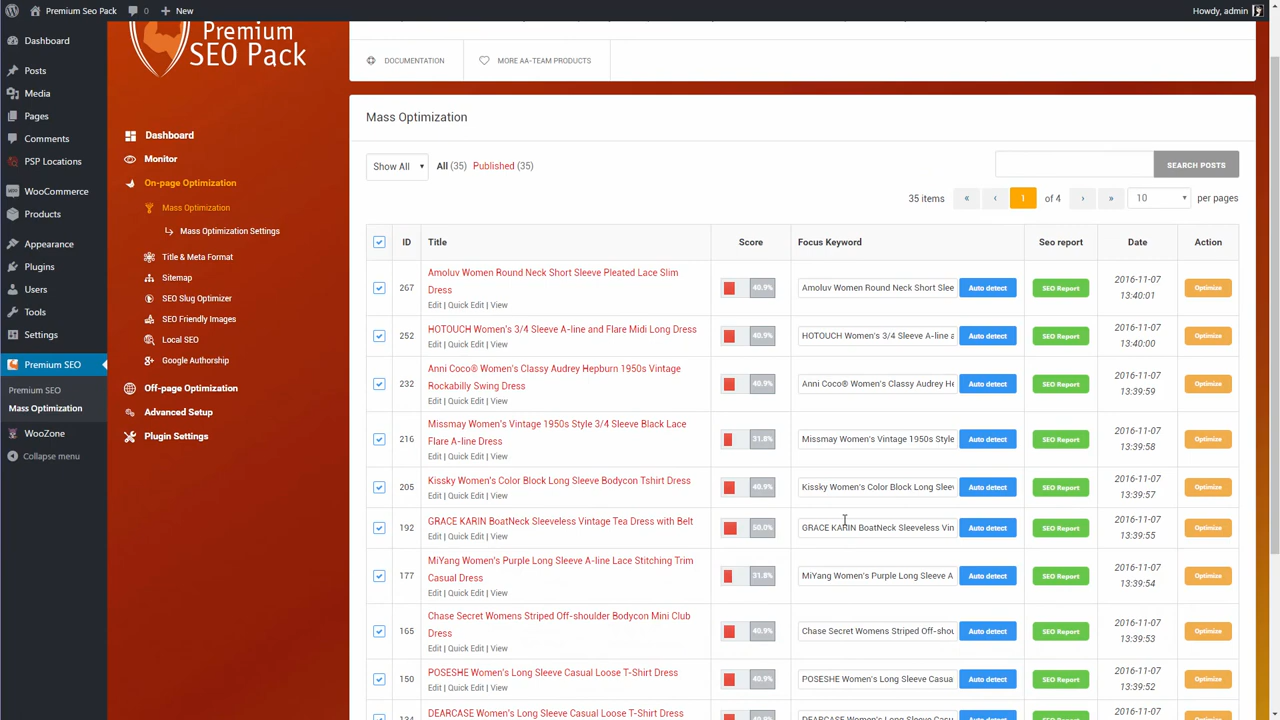 Premium SEO Pack 0 New Howdy, admin
Premium
SEO Pack
Dashboard
Posts
Media
Pages
Comments
PSP Locations
WooCommerce
Products
Appearance
Plugins
Users
Tools
Settings
Premium SEO
Premium SEO
Mass Optimization
WooZone
Collapse menu
Dashboard
Monitor
On-page Optimization
Mass Optimization
Mass Optimization Settings
Title & Meta Format
Sitemap
SEO Slug Optimizer
SEO Friendly Images
Local SEO
Google Authorship
Off-page Optimization
Advanced Setup
Plugin Settings
DOCUMENTATION MORE AA-TEAM PRODUCTS
Mass Optimization
Show All All (35) Published (35) SEARCH POSTS
35 items « ‹ 1 of 4 › » 10 per pages
ID Title Score Focus Keyword Seo report Date Action
267 Amoluv Women Round Neck Short Sleeve Pleated Lace Slim
Dress
Edit | Quick Edit | View
40.9% Amoluv Women Round Neck Short Slee Auto detect SEO Report 2016-11-07
13:40:01 Optimize
252 HOTOUCH Women's 3/4 Sleeve A-line and Flare Midi Long Dress
Edit | Quick Edit | View
40.9% HOTOUCH Women's 3/4 Sleeve A-line a Auto detect SEO Report 2016-11-07
13:40:00 Optimize
232 Anni Coco® Women's Classy Audrey Hepburn 1950s Vintage
Rockabilly Swing Dress
Edit | Quick Edit | View
40.9% Anni Coco® Women's Classy Audrey He Auto detect SEO Report 2016-11-07
13:39:59 Optimize
216 Missmay Women's Vintage 1950s Style 3/4 Sleeve Black Lace
Flare A-line Dress
Edit | Quick Edit | View
31.8% Missmay Women's Vintage 1950s Style Auto detect SEO Report 2016-11-07
13:39:58 Optimize
205 Kissky Women's Color Block Long Sleeve Bodycon Tshirt Dress
Edit | Quick Edit | View
40.9% Kissky Women's Color Block Long Sleev Auto detect SEO Report 2016-11-07
13:39:57 Optimize
192 GRACE KARIN BoatNeck Sleeveless Vintage Tea Dress with Belt
Edit | Quick Edit | View
50.0% GRACE KARIN BoatNeck Sleeveless Vin Auto detect SEO Report 2016-11-07
13:39:55 Optimize
177 MiYang Women's Purple Long Sleeve A-line Lace Stitching Trim
Casual Dress
Edit | Quick Edit | View
31.8% MiYang Women's Purple Long Sleeve A Auto detect SEO Report 2016-11-07
13:39:54 Optimize
165 Chase Secret Womens Striped Off-shoulder Bodycon Mini Club
Dress
Edit | Quick Edit | View
40.9% Chase Secret Womens Striped Off-shou Auto detect SEO Report 2016-11-07
13:39:53 Optimize
150 POSESHE Women's Long Sleeve Casual Loose T-Shirt Dress
Edit | Quick Edit | View
40.9% POSESHE Women's Long Sleeve Casua Auto detect SEO Report 2016-11-07
13:39:52 Optimize
DEARCASE Women's Long Sleeve Casual Loose T-Shirt Dress